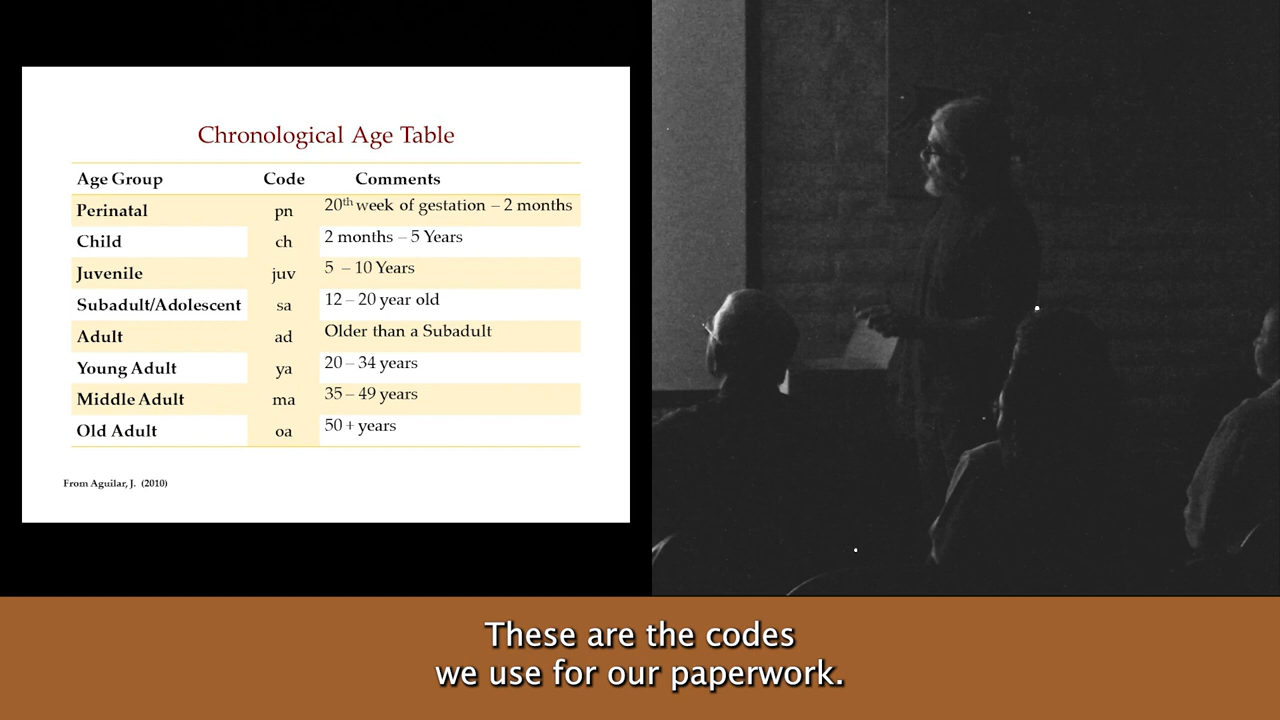 Chronological Age Table
Age Group Code Comments
Perinatal pn 20th week of gestation – 2 months
Child ch 2 months – 5 Years
Juvenile juv 5 – 10 Years
Subadult/Adolescent sa 12 – 20 year old
Adult ad Older than a Subadult
Young Adult ya 20 – 34 years
Middle Adult ma 35 – 49 years
Old Adult oa 50 + years
From Aguilar, J. (2010)
These are the codes
we use for our paperwork.